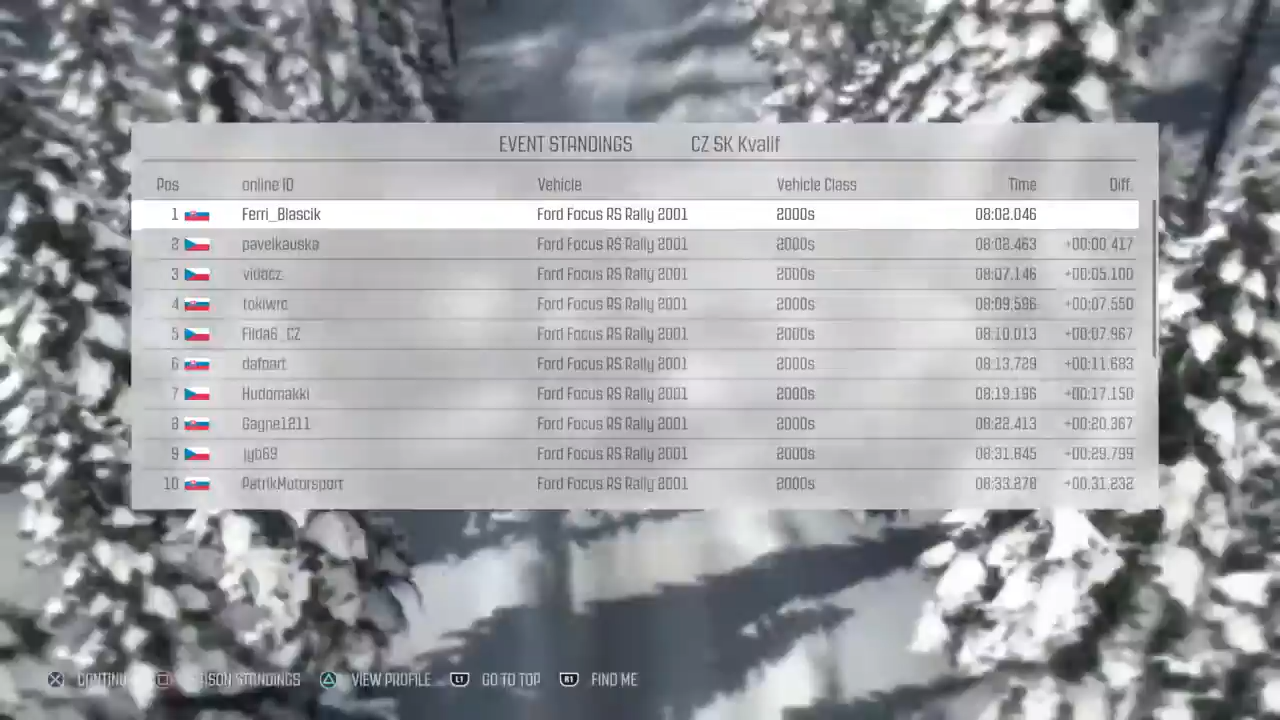 EVENT STANDINGS CZ SK Kvalif
Pos online ID Vehicle Vehicle Class Time Diff.
1 Ferri_Blascik Ford Focus RS Rally 2001 2000s 08:02.046
2 pavelkauska Ford Focus RS Rally 2001 2000s 08:02.463 +00:00.417
3 vidocz Ford Focus RS Rally 2001 2000s 08:07.146 +00:05.100
4 tokiwrc Ford Focus RS Rally 2001 2000s 08:09.596 +00:07.550
5 Filda6_CZ Ford Focus RS Rally 2001 2000s 08:10.013 +00:07.967
6 dafoart Ford Focus RS Rally 2001 2000s 08:13.729 +00:11.683
7 Hudomakki Ford Focus RS Rally 2001 2000s 08:19.196 +00:17.150
8 Gagne1211 Ford Focus RS Rally 2001 2000s 08:22.413 +00:20.367
9 jyb69 Ford Focus RS Rally 2001 2000s 08:31.845 +00:29.799
10 PatrikMotorsport Ford Focus RS Rally 2001 2000s 08:33.278 +00:31.232
STANDINGS VIEW PROFILE L1 GO TO TOP R1 FIND ME